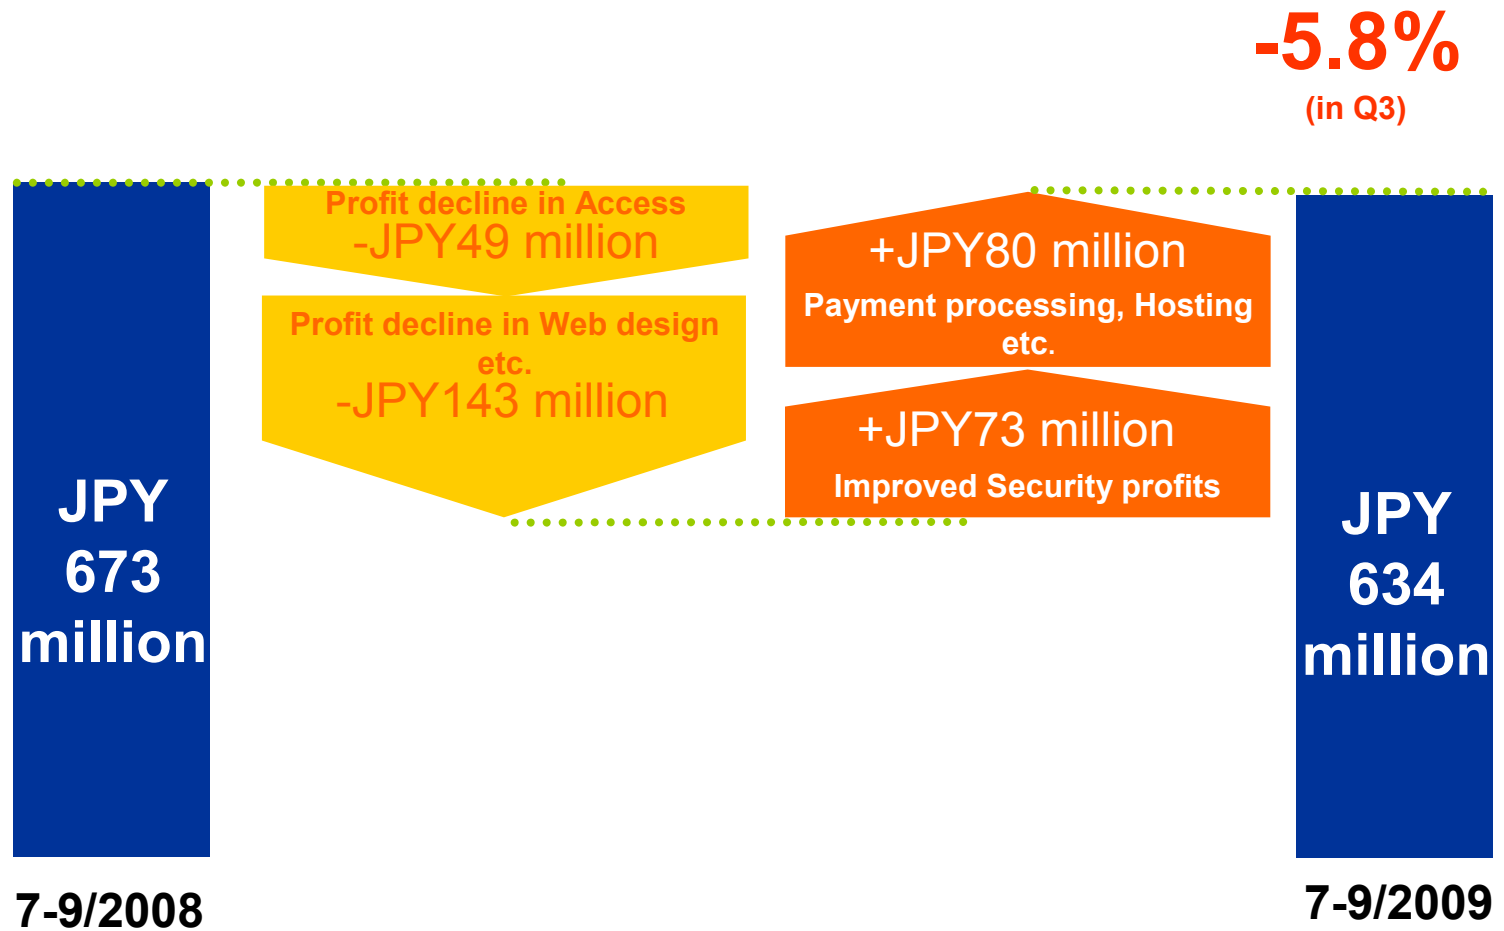 -5.8%
(in Q3)
Profit decline in Access
-JPY49 million
Profit decline in Web design
etc.
-JPY143 million
+JPY80 million
Payment processing, Hosting
etc.
+JPY73 million
Improved Security profits
JPY
673
million
JPY
634
million
7-9/2008
7-9/2009